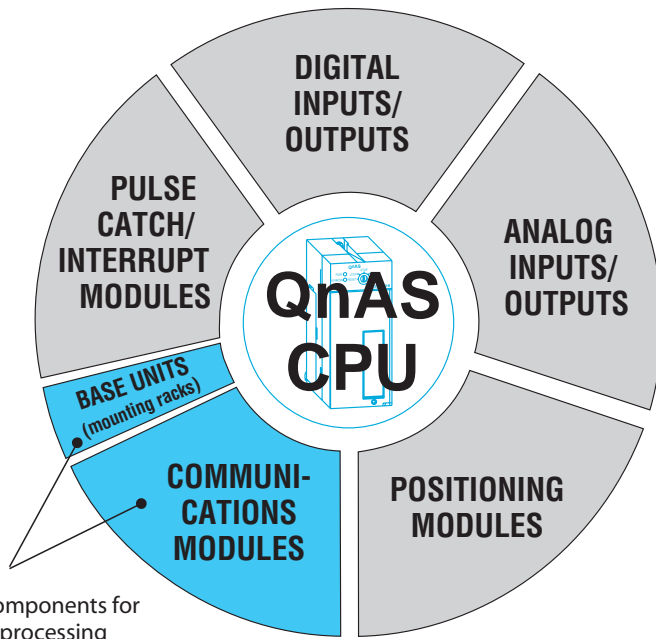 DIGITAL
INPUTS/
OUTPUTS
PULSE
CATCH/
INTERRUPT
MODULES
ANALOG
INPUTS/
OUTPUTS
QnAS
CPU
BASE UNITS
(mounting racks)
COMMUNI-
CATIONS
MODULES
POSITIONING
MODULES
omponents for
processing